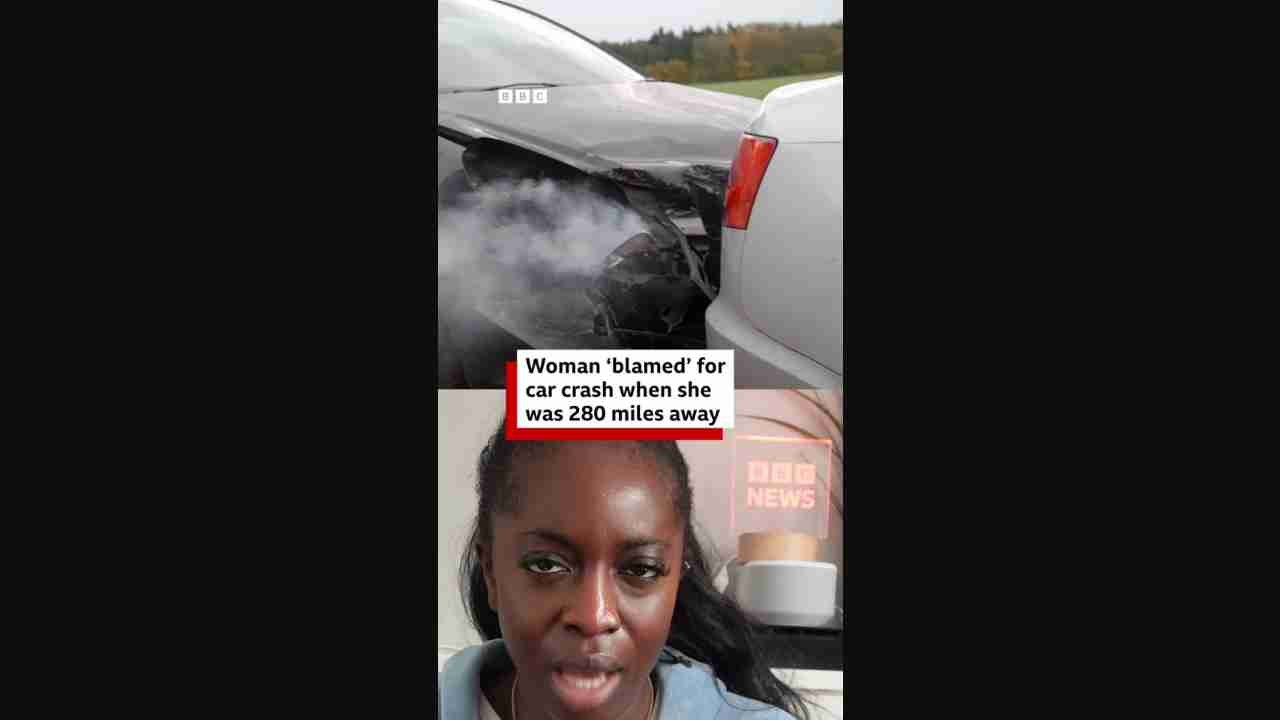 BBC
Woman ‘blamed’ for
car crash when she
was 280 miles away
BBC
NEWS